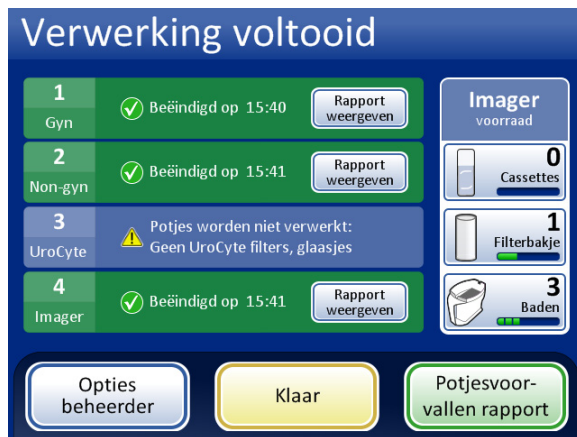 Verwerking voltooid
1
Gyn
Beëindigd op 15:40
Rapport
weergeven
2
Non-gyn
Beëindigd op 15:41
Rapport
weergeven
3
UroCyte
Potjes worden niet verwerkt:
Geen UroCyte filters, glaasjes
4
Imager
Beëindigd op 15:41
Rapport
weergeven
Imager
voorraad
0
Cassettes
1
Filterbakje
3
Baden
Opties
beheerder
Klaar
Potjesvoor-
vallen rapport